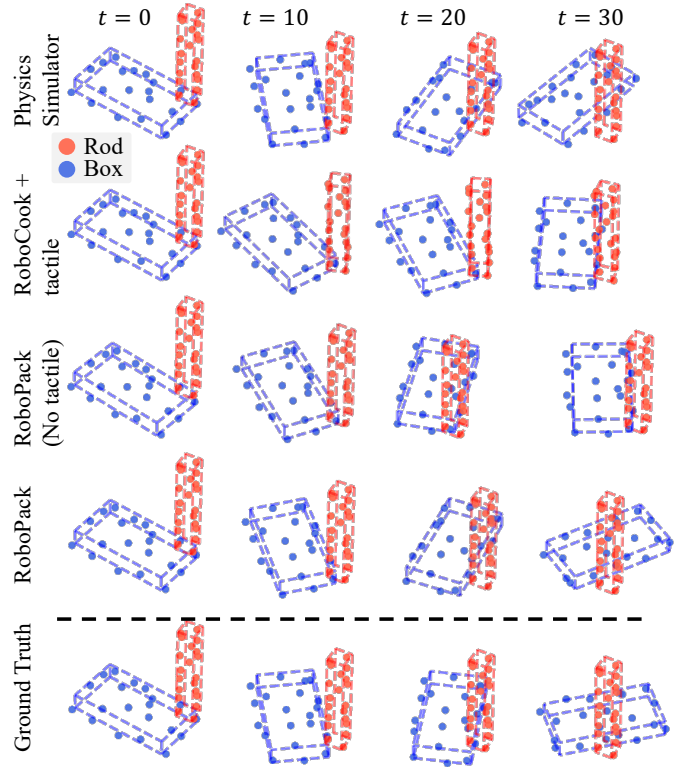 t = 0
t = 10
t = 20
t = 30
Physics
Simulator
Rod
Box
RoboCook +
tactile
RoboPack
(No tactile)
RoboPack
Ground Truth